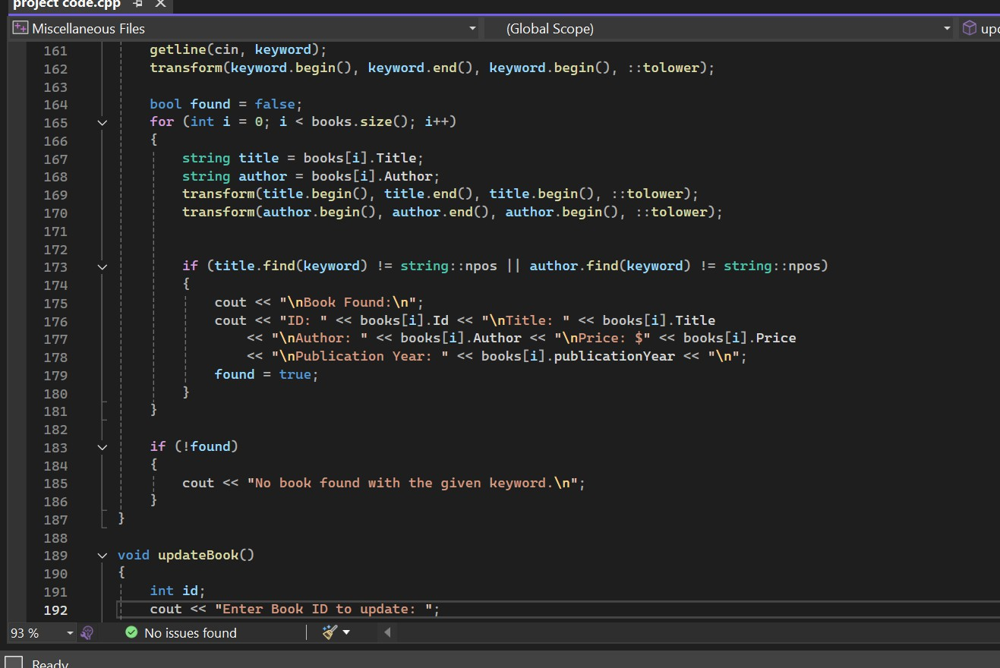 project code.cpp
Miscellaneous Files (Global Scope)
161 getline(cin, keyword);
162 transform(keyword.begin(), keyword.end(), keyword.begin(), ::tolower);
163
164 bool found = false;
165 for (int i = 0; i < books.size(); i++)
166 {
167 string title = books[i].Title;
168 string author = books[i].Author;
169 transform(title.begin(), title.end(), title.begin(), ::tolower);
170 transform(author.begin(), author.end(), author.begin(), ::tolower);
171
172
173 if (title.find(keyword) != string::npos || author.find(keyword) != string::npos)
174 {
175 cout << "\nBook Found:\n";
176 cout << "ID: " << books[i].Id << "\nTitle: " << books[i].Title
177 << "\nAuthor: " << books[i].Author << "\nPrice: $" << books[i].Price
178 << "\nPublication Year: " << books[i].publicationYear << "\n";
179 found = true;
180 }
181 }
182
183 if (!found)
184 {
185 cout << "No book found with the given keyword.\n";
186 }
187 }
188
189 void updateBook()
190 {
191 int id;
192 cout << "Enter Book ID to update: ";
93 % No issues found
Ready